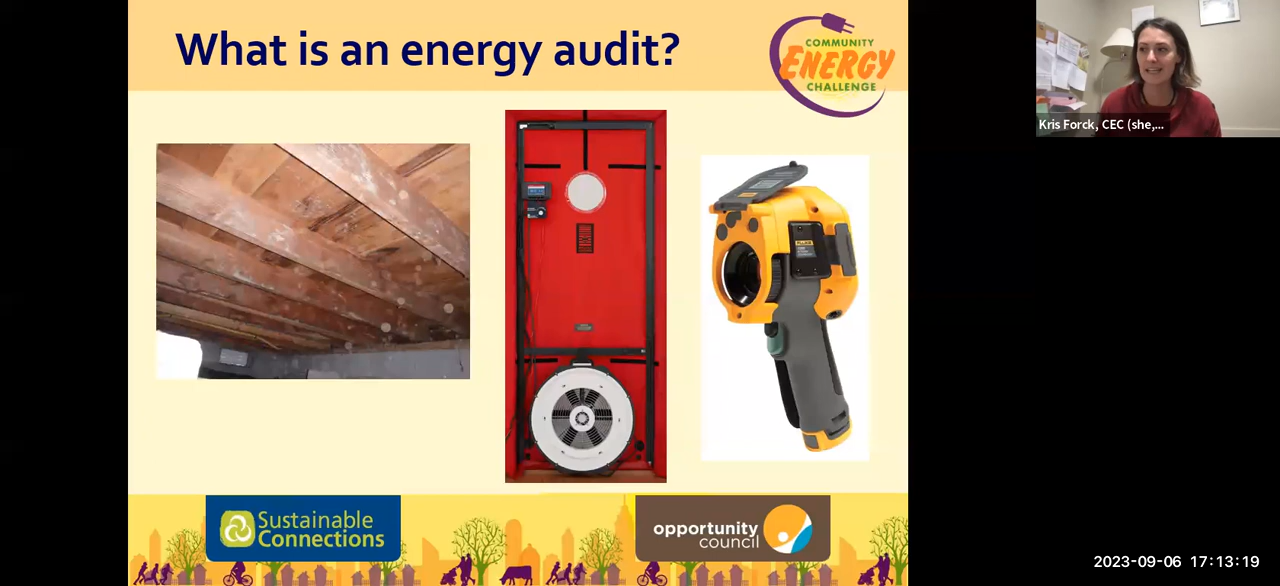 What is an energy audit?
COMMUNITY
ENERGY
CHALLENGE
Kris Forck, CEC (she,...
Sustainable
Connections
opportunity
council
2023-09-06 17:13:19